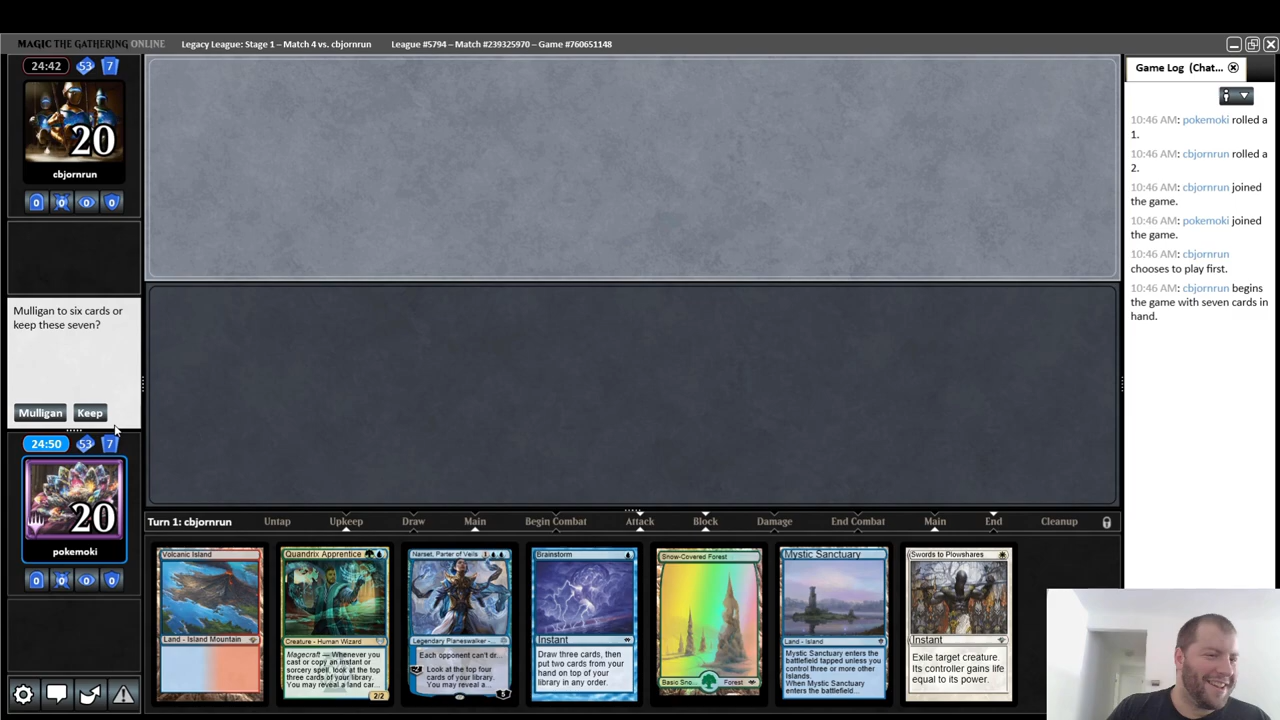 MAGIC THE GATHERING ONLINE Legacy League: Stage 1 – Match 4 vs. cbjornrun League #5794 – Match #239325970 – Game #760651148
24:42 53 7
20
cbjornrun
0 0 0 0
Mulligan to six cards or
keep these seven?
Mulligan Keep
24:50 53 7
20
pokemoki
0 0 0 0
Turn 1: cbjornrun Untap Upkeep Draw Main Begin Combat Attack Block Damage End Combat Main End Cleanup
Volcanic Island
Land - Island Mountain
Quandrix Apprentice
Creature - Human Wizard
Magecraft — Whenever you
cast or copy an instant or
sorcery spell, look at the top
three cards of your library.
You may reveal a land car...
2/2
Narset, Parter of Veils
Legendary Planeswalker -...
Each opponent can't dr...
Look at the top four
cards of your library.
You may reveal a...
5
Brainstorm
Instant
Draw three cards, then
put two cards from your
hand on top of your
library in any order.
Snow-Covered Forest
Basic Sno... Forest
Mystic Sanctuary
Land - Island
Mystic Sanctuary enters the
battlefield tapped unless you
control three or more other
Islands.
When Mystic Sanctuary
enters the battlefield...
Swords to Plowshares
Instant
Exile target creature.
Its controller gains life
equal to its power.
Game Log (Chat...
10:46 AM: pokemoki rolled a
1.
10:46 AM: cbjornrun rolled a
2.
10:46 AM: cbjornrun joined
the game.
10:46 AM: pokemoki joined
the game.
10:46 AM: cbjornrun
chooses to play first.
10:46 AM: cbjornrun begins
the game with seven cards in
hand.